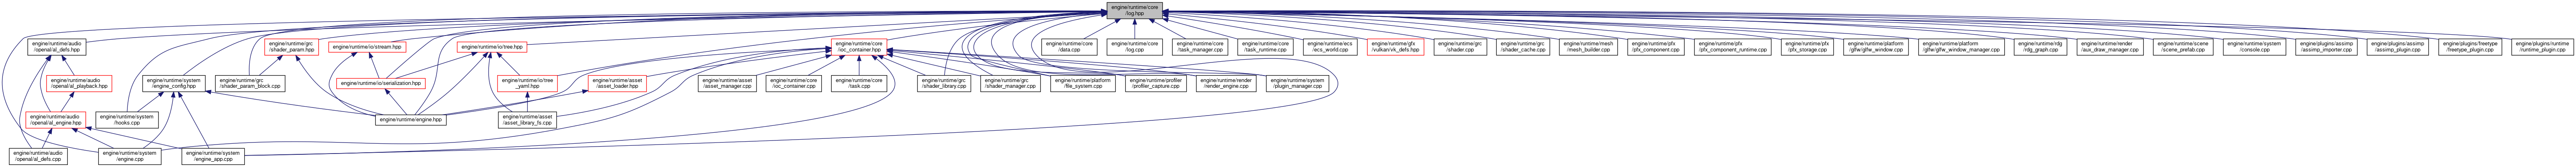 engine/runtime/core
/log.hpp
engine/runtime/audio
/openal/al_defs.hpp
engine/runtime/grc
/shader_param.hpp
engine/runtime/io/stream.hpp
engine/runtime/io/tree.hpp
engine/runtime/core
/ioc_container.hpp
engine/runtime/core
/data.cpp
engine/runtime/core
/log.cpp
engine/runtime/core
/task_manager.cpp
engine/runtime/core
/task_runtime.cpp
engine/runtime/ecs
/ecs_world.cpp
engine/runtime/gfx
/vulkan/vk_defs.hpp
engine/runtime/grc
/shader.cpp
engine/runtime/grc
/shader_cache.cpp
engine/runtime/mesh
/mesh_builder.cpp
engine/runtime/pfx
/pfx_component.cpp
engine/runtime/pfx
/pfx_component_runtime.cpp
engine/runtime/pfx
/pfx_storage.cpp
engine/runtime/platform
/glfw/glfw_window.cpp
engine/runtime/platform
/glfw/glfw_window_manager.cpp
engine/runtime/rdg
/rdg_graph.cpp
engine/runtime/render
/aux_draw_manager.cpp
engine/runtime/scene
/scene_prefab.cpp
engine/runtime/system
/console.cpp
engine/plugins/assimp
/assimp_importer.cpp
engine/plugins/assimp
/assimp_plugin.cpp
engine/plugins/freetype
/freetype_plugin.cpp
engine/plugins/runtime
/runtime_plugin.cpp
engine/runtime/audio
/openal/al_playback.hpp
engine/runtime/system
/engine_config.hpp
engine/runtime/grc
/shader_param_block.cpp
engine/runtime/io/serialization.hpp
engine/runtime/io/tree
_yaml.hpp
engine/runtime/asset
/asset_loader.hpp
engine/runtime/asset
/asset_manager.cpp
engine/runtime/core
/ioc_container.cpp
engine/runtime/core
/task.cpp
engine/runtime/grc
/shader_library.cpp
engine/runtime/grc
/shader_manager.cpp
engine/runtime/platform
/file_system.cpp
engine/runtime/profiler
/profiler_capture.cpp
engine/runtime/render
/render_engine.cpp
engine/runtime/system
/plugin_manager.cpp
engine/runtime/audio
/openal/al_engine.hpp
engine/runtime/system
/hooks.cpp
engine/runtime/engine.hpp
engine/runtime/asset
/asset_library_fs.cpp
engine/runtime/audio
/openal/al_defs.cpp
engine/runtime/system
/engine.cpp
engine/runtime/system
/engine_app.cpp